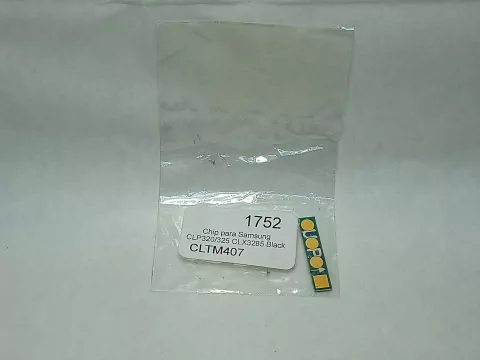 1752
Chip para Samsung
CLP320/325 CLX3285 Black
CLTM407